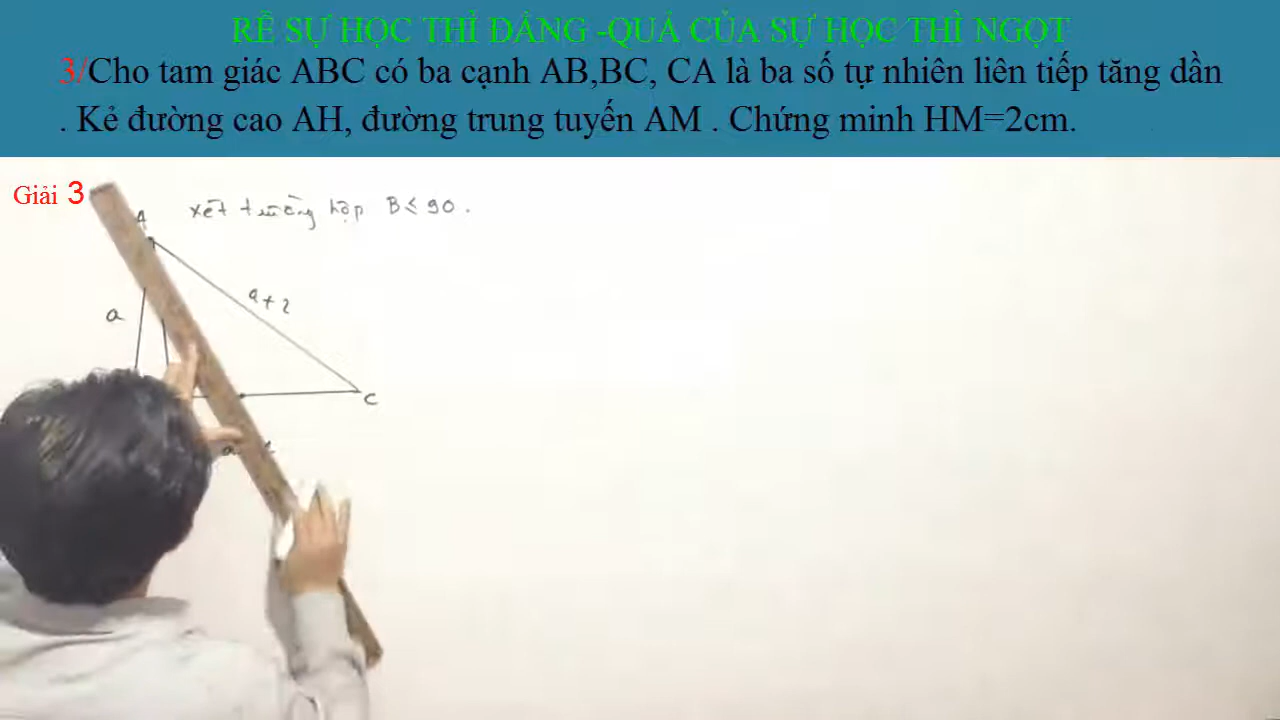 RỄ SỰ HỌC THÌ ĐẮNG -QUẢ CỦA SỰ HỌC THÌ NGỌT
3/Cho tam giác ABC có ba cạnh AB,BC, CA là ba số tự nhiên liên tiếp tăng dần
. Kẻ đường cao AH, đường trung tuyến AM . Chứng minh HM=2cm.
Giải 3
xét trường hợp B ≤ 90.
A
a+2
a
C